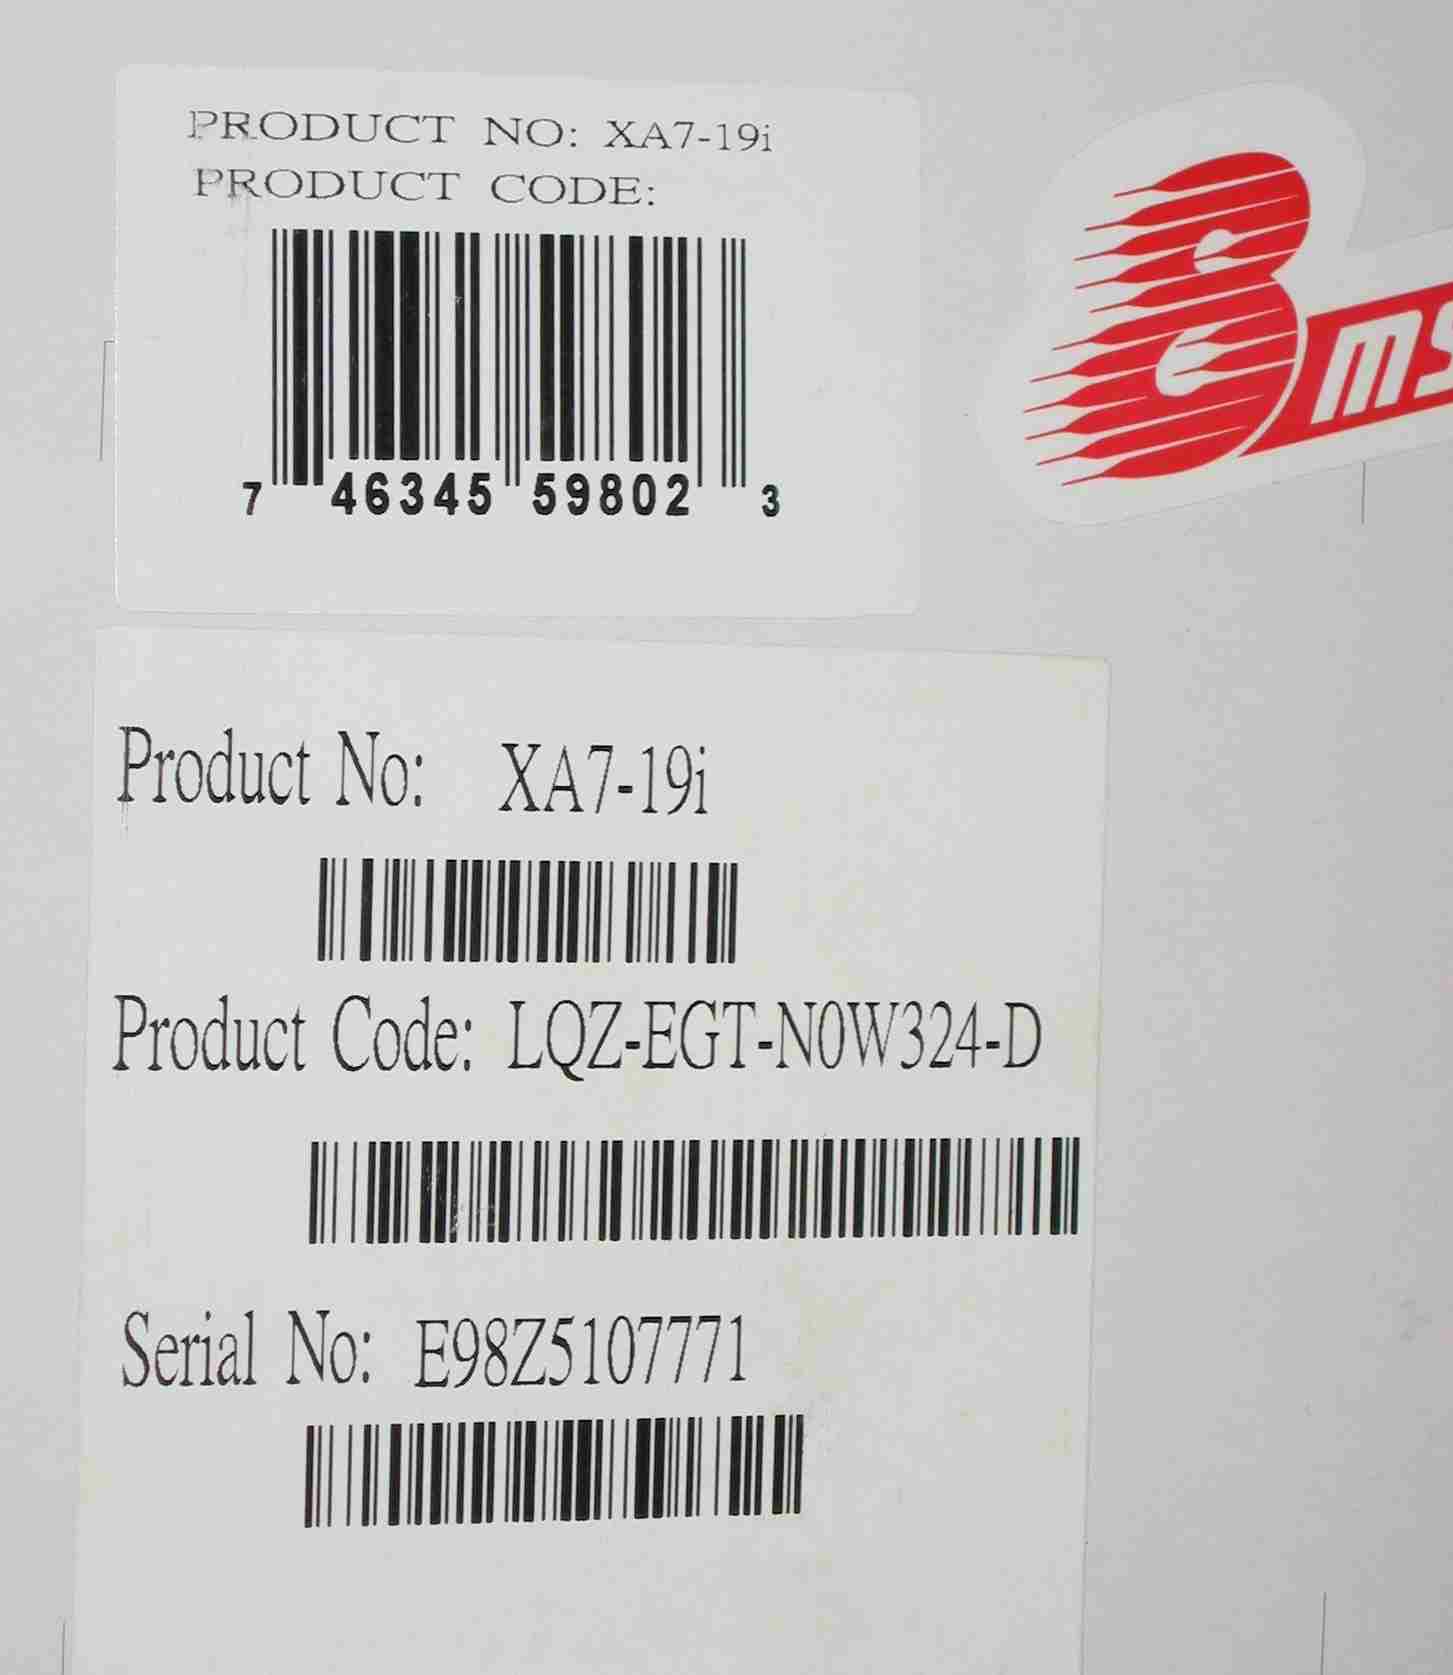 PRODUCT NO: XA7-19i
PRODUCT CODE:
7 46345 59802 3
8ms
Product No: XA7-19i
Product Code: LQZ-EGT-N0W324-D
Serial No: E98Z5107771